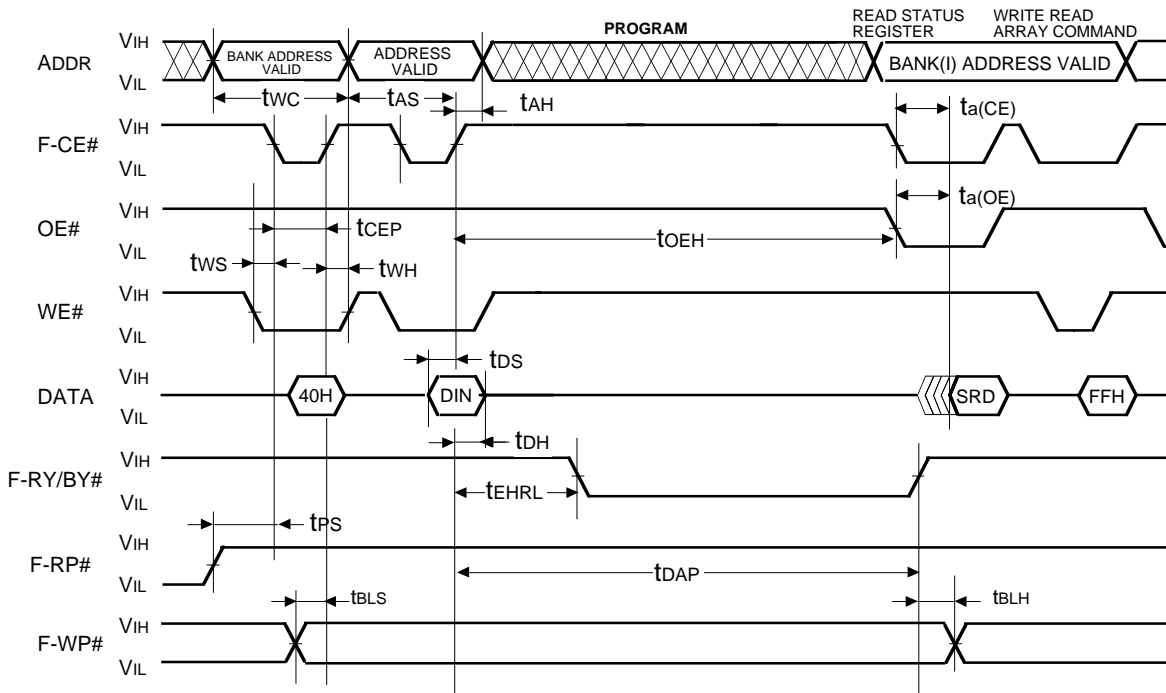 PROGRAM
READ STATUS REGISTER
WRITE READ ARRAY COMMAND
ADDR
VIH
VIL
BANK ADDRESS VALID
ADDRESS VALID
BANK(I) ADDRESS VALID
tWC
tAS
tAH
ta(CE)
F-CE#
VIH
VIL
ta(OE)
OE#
VIH
VIL
tCEP
tOEH
tWS
tWH
WE#
VIH
VIL
tDS
DATA
VIH
VIL
40H
DIN
SRD
FFH
tDH
F-RY/BY#
VIH
VIL
tEHRL
tPS
F-RP#
VIH
VIL
tDAP
tBLS
tBLH
F-WP#
VIH
VIL